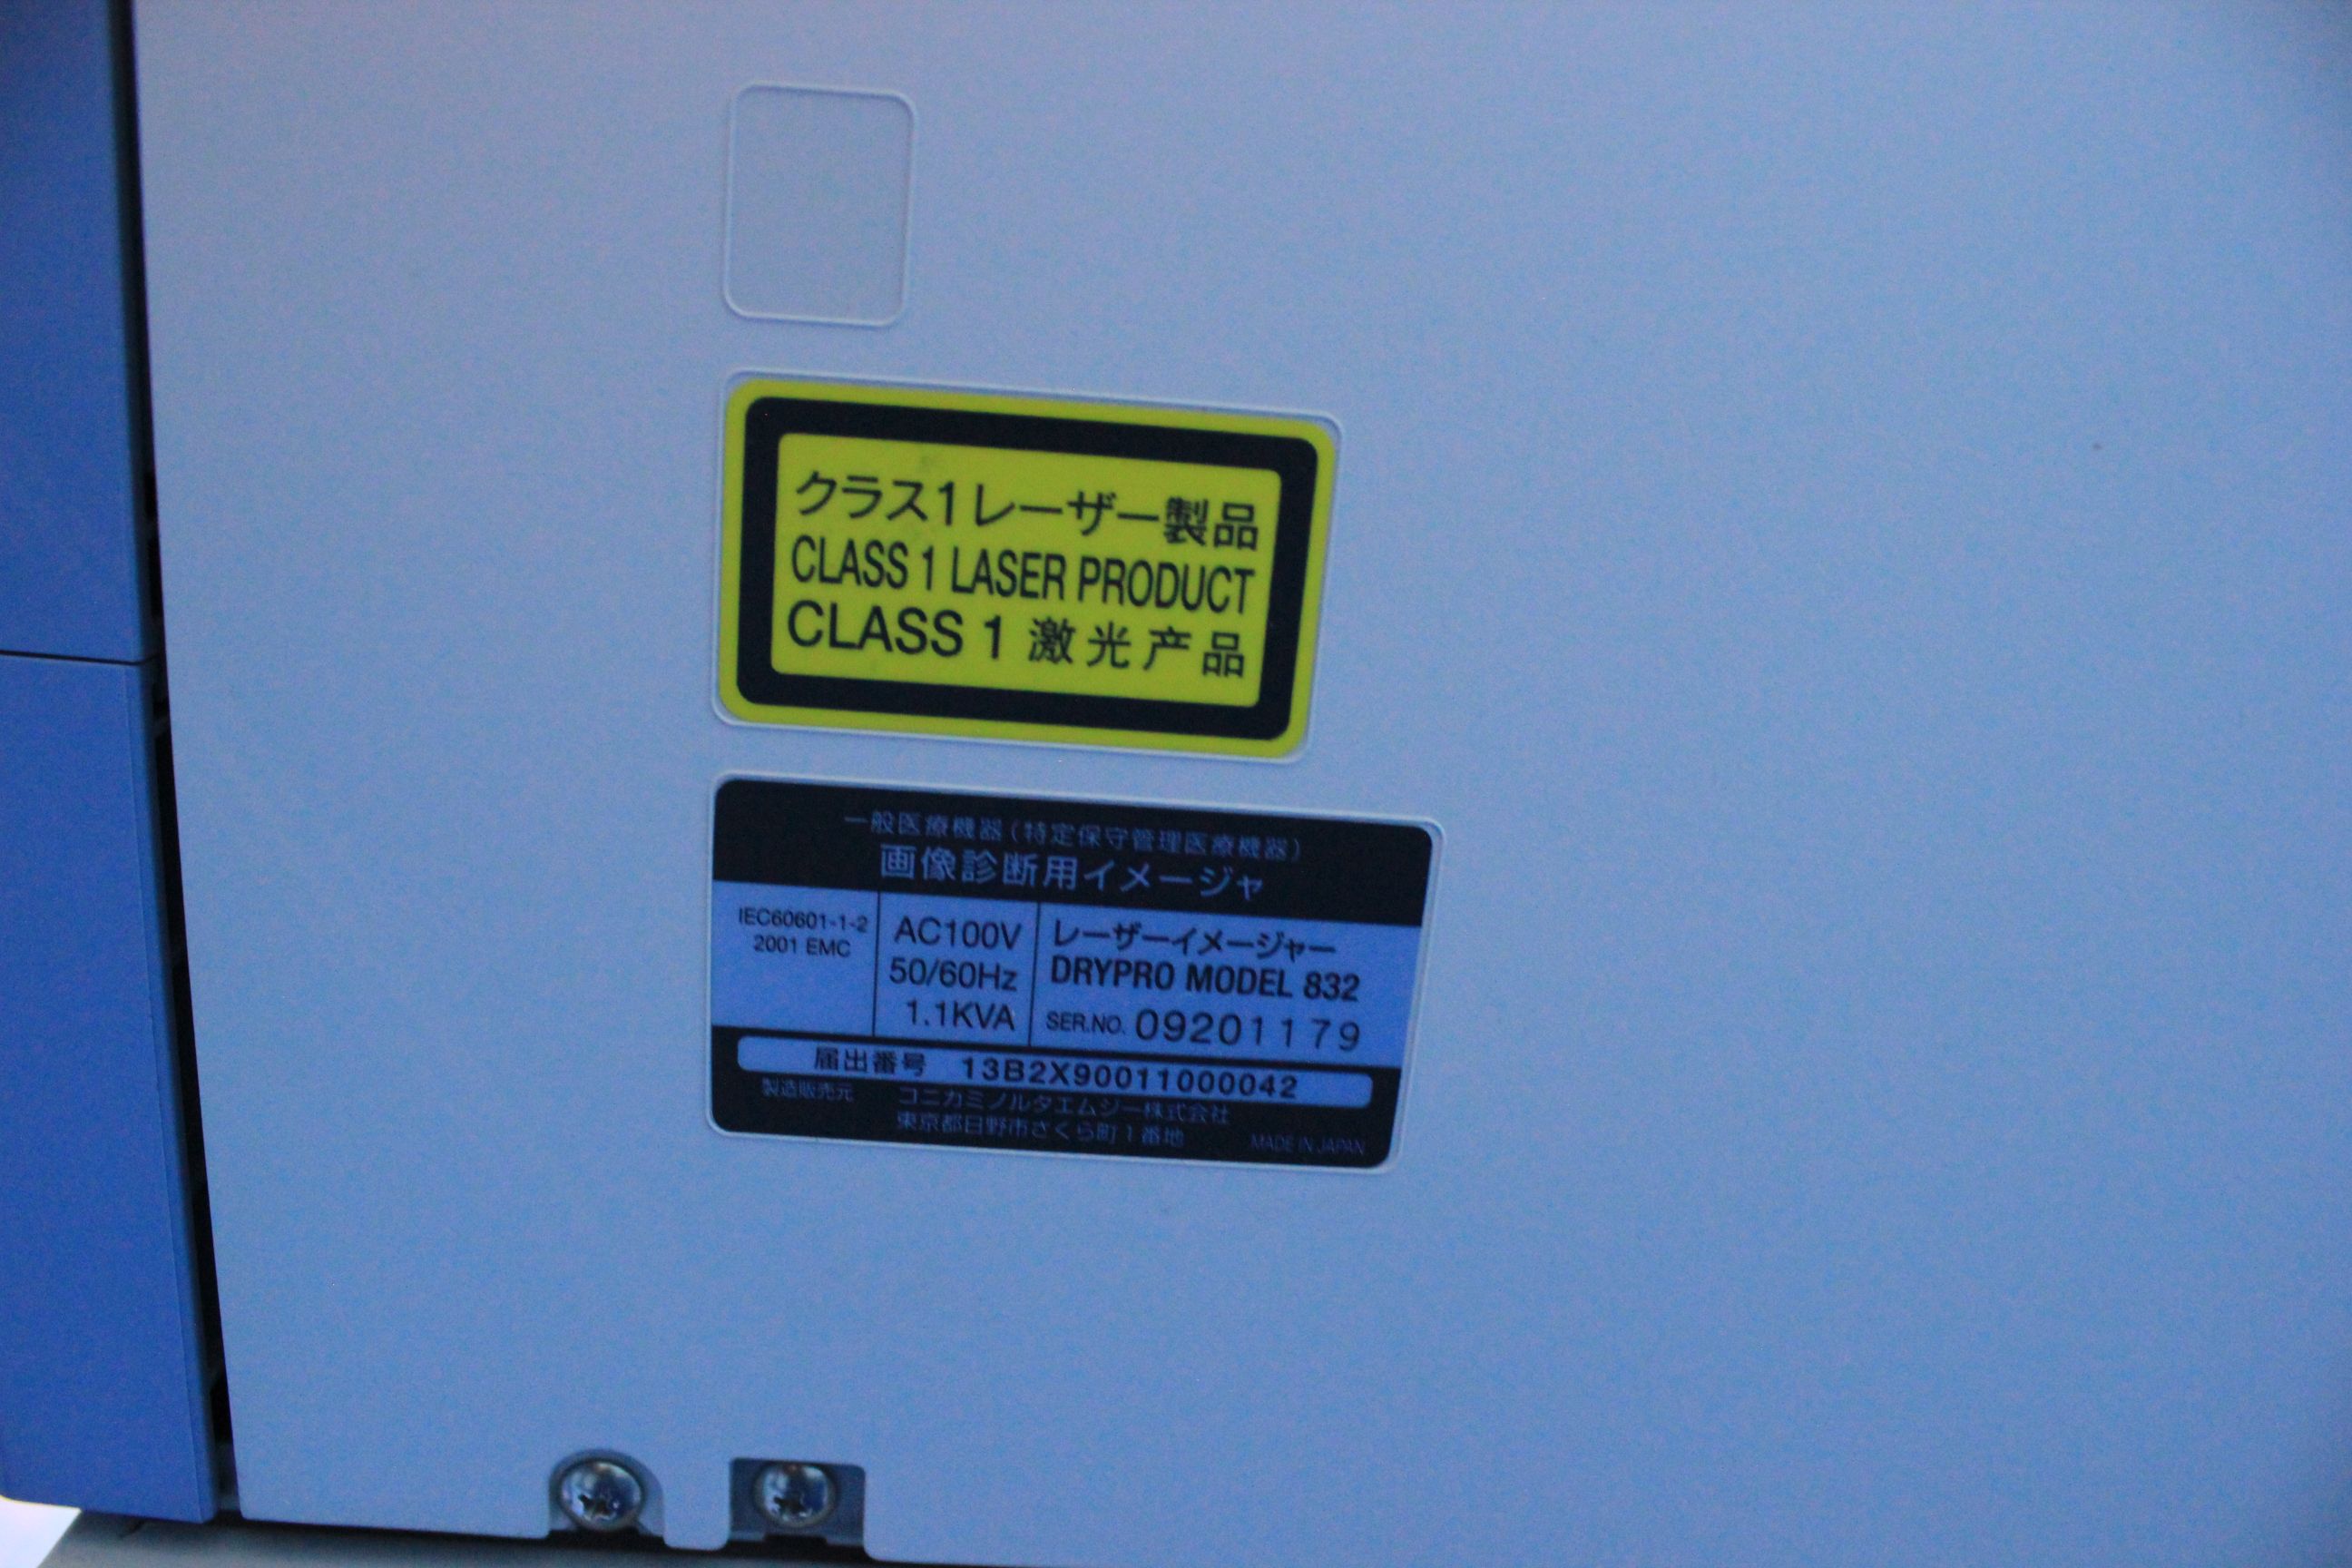 クラス1レーザー製品
CLASS 1 LASER PRODUCT
CLASS 1 激光产品
一般医療機器(特定保守管理医療機器)
画像診断用イメージャ
IEC60601-1-2
2001 EMC
AC100V
50/60Hz
1.1KVA
レーザーイメージャー
DRYPRO MODEL 832
SER.NO. 09201179
届出番号 13B2X90011000042
製造販売元 コニカミノルタエムジー株式会社
東京都日野市さくら町1番地
MADE IN JAPAN